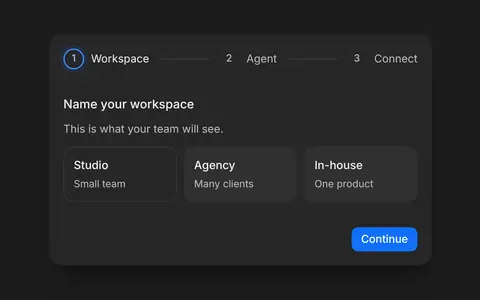 1 Workspace 2 Agent 3 Connect
Name your workspace
This is what your team will see.
Studio Agency In-house
Small team Many clients One product
Continue